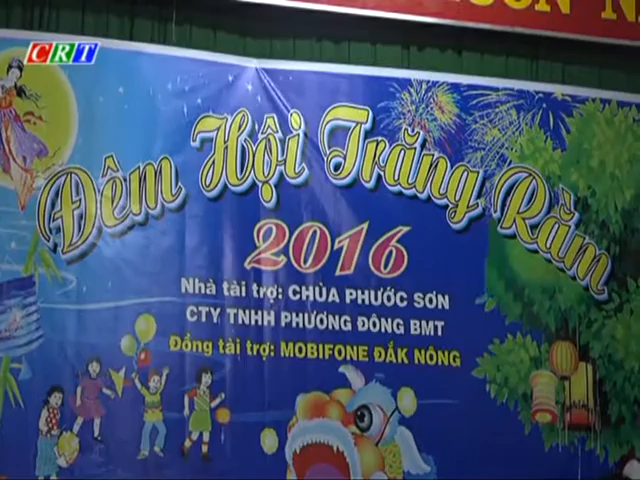 CRT
Đêm Hội Trăng Rằm
2016
Nhà tài trợ: CHÙA PHƯỚC SƠN
CTY TNHH PHƯƠNG ĐÔNG BMT
Đồng tài trợ: MOBIFONE ĐẮK NÔNG